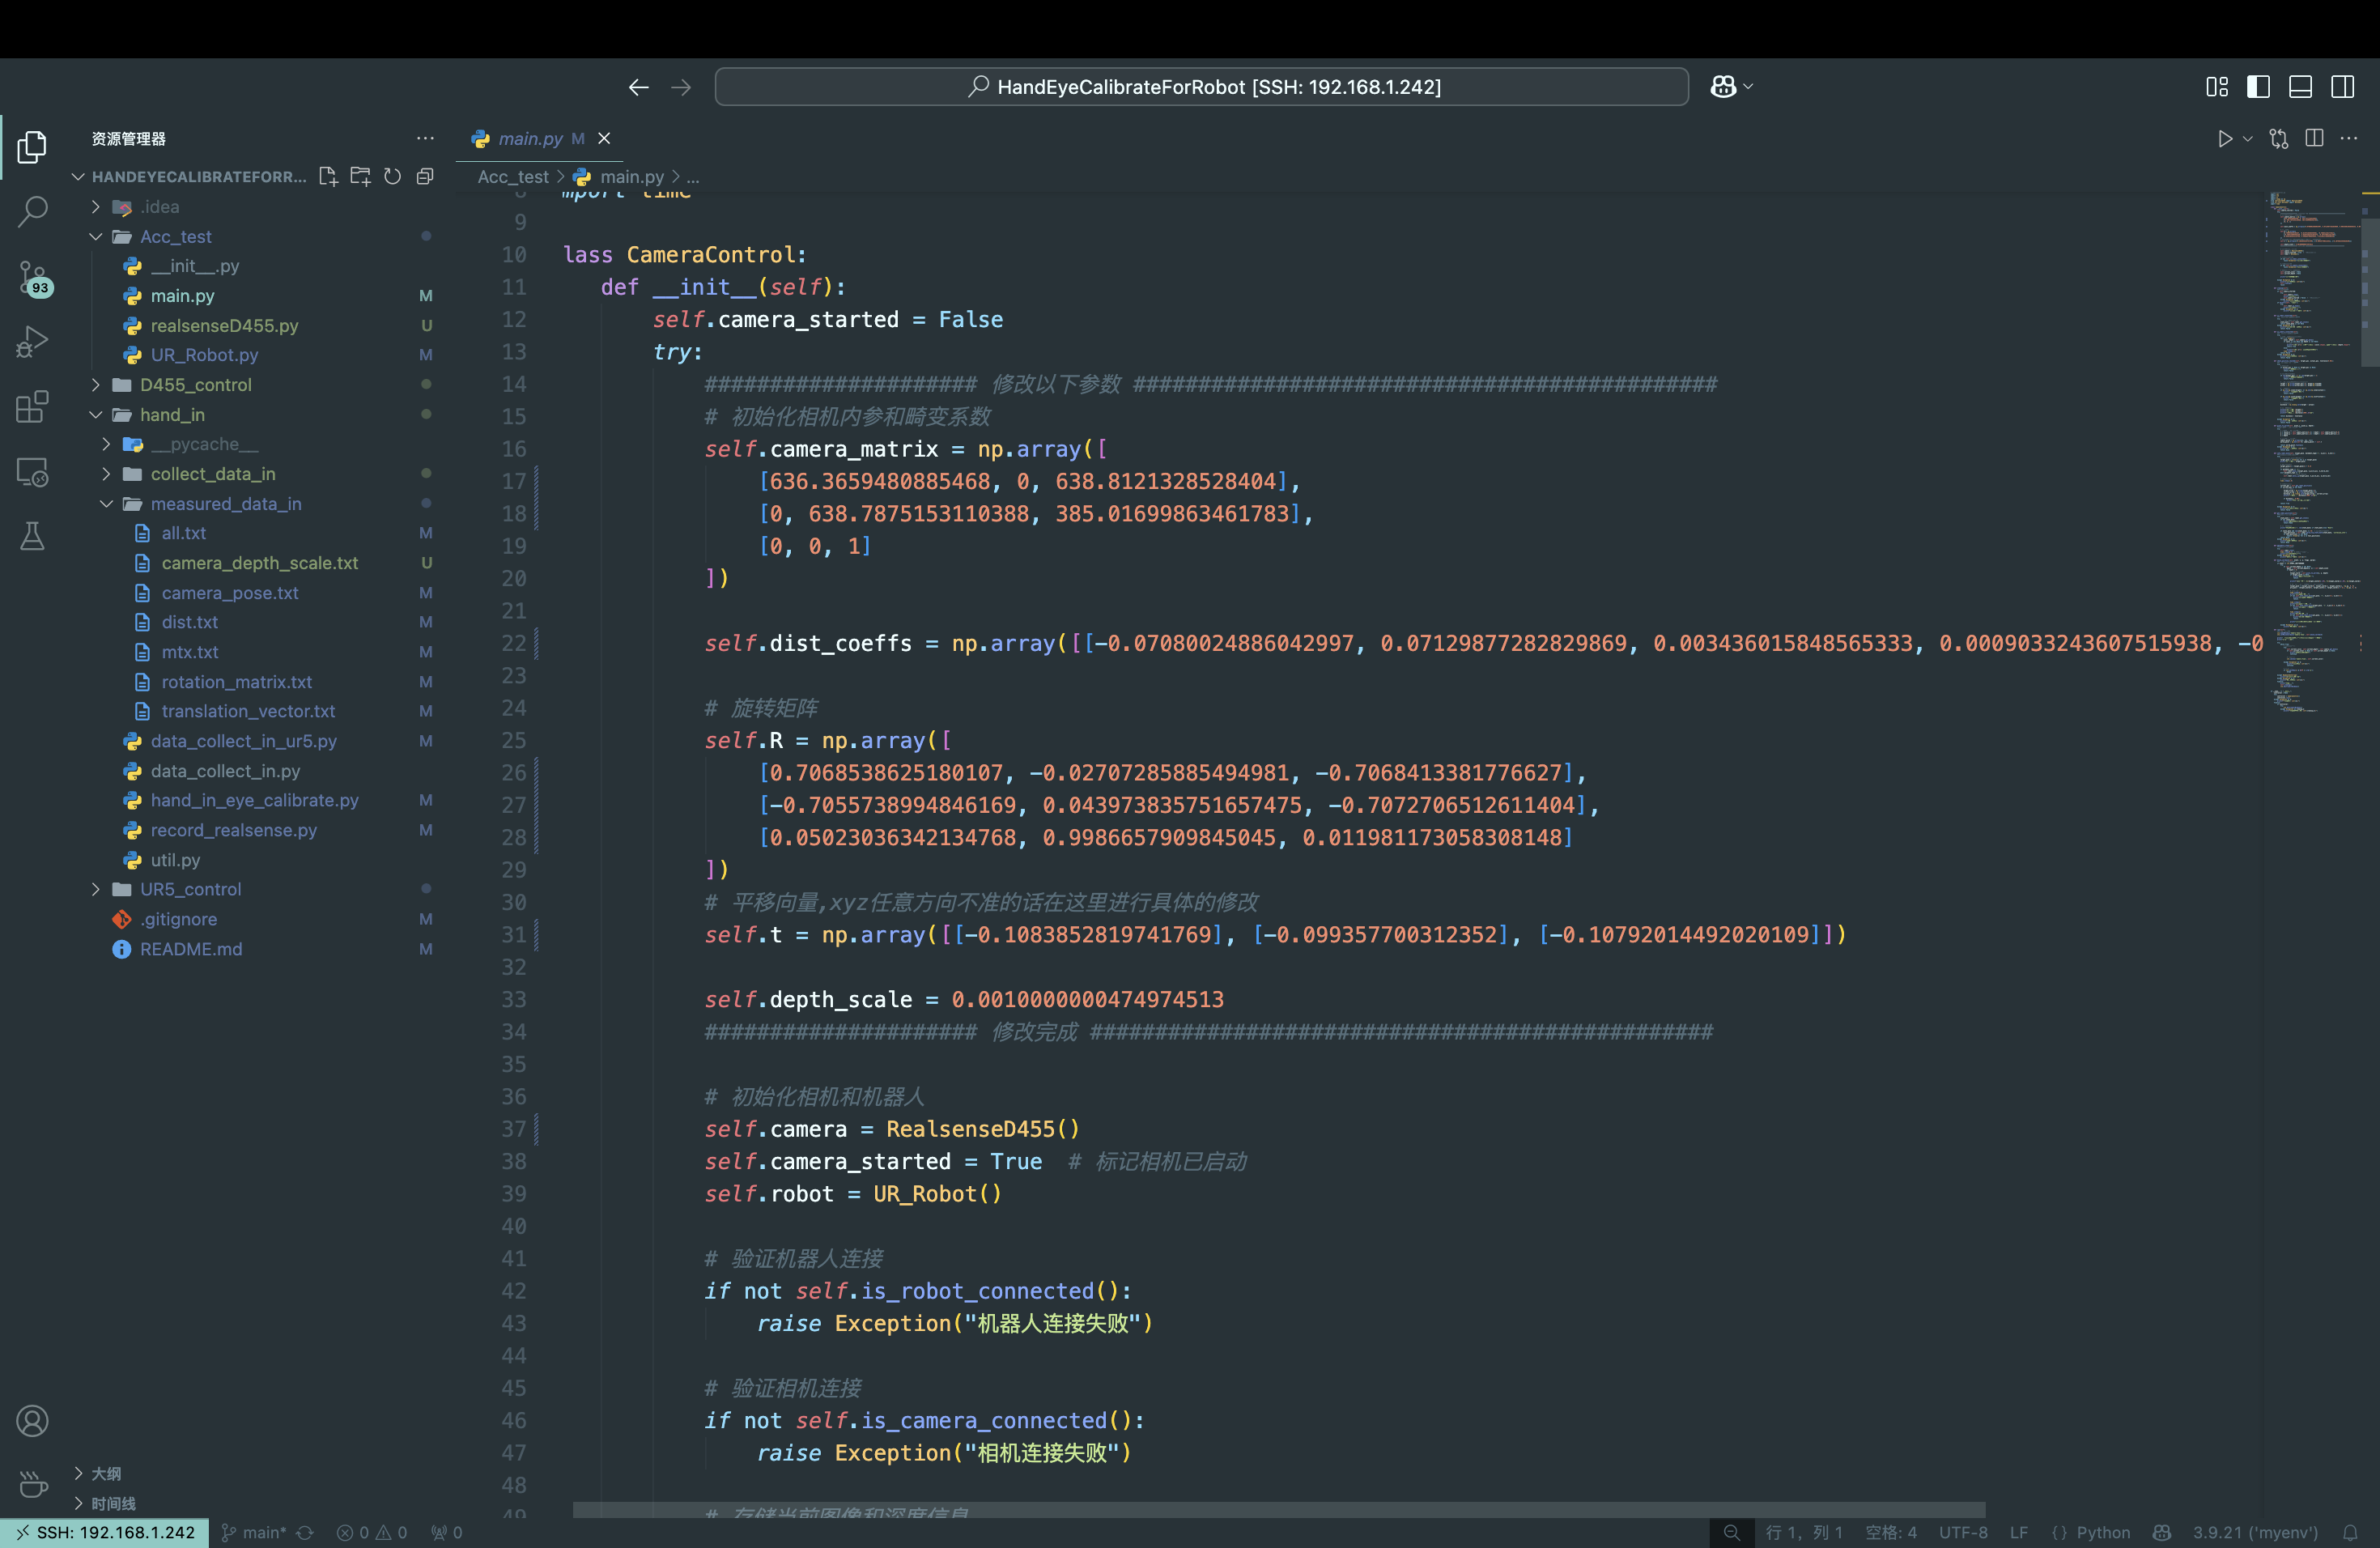 HandEyeCalibrateForRobot [SSH: 192.168.1.242]
资源管理器
HANDEYECALIBRATEFORR...
.idea
Acc_test
__init__.py
main.py M
realsenseD455.py U
UR_Robot.py M
D455_control
hand_in
__pycache__
collect_data_in
measured_data_in
all.txt M
camera_depth_scale.txt U
camera_pose.txt M
dist.txt M
mtx.txt M
rotation_matrix.txt M
translation_vector.txt M
data_collect_in_ur5.py M
data_collect_in.py
hand_in_eye_calibrate.py M
record_realsense.py M
util.py
UR5_control
.gitignore M
README.md M
93
大纲
时间线
main.py M
Acc_test > main.py > ...
8 mport time
9
10 lass CameraControl:
11 def __init__(self):
12 self.camera_started = False
13 try:
14 ##################### 修改以下参数 #############################################
15 # 初始化相机内参和畸变系数
16 self.camera_matrix = np.array([
17 [636.3659480885468, 0, 638.8121328528404],
18 [0, 638.7875153110388, 385.01699863461783],
19 [0, 0, 1]
20 ])
21
22 self.dist_coeffs = np.array([[-0.07080024886042997, 0.07129877282829869, 0.003436015848565333, 0.0009033243607515938, -0
23
24 # 旋转矩阵
25 self.R = np.array([
26 [0.7068538625180107, -0.02707285885494981, -0.7068413381776627],
27 [-0.7055738994846169, 0.043973835751657475, -0.7072706512611404],
28 [0.05023036342134768, 0.9986657909845045, 0.011981173058308148]
29 ])
30 # 平移向量,xyz任意方向不准的话在这里进行具体的修改
31 self.t = np.array([[-0.1083852819741769], [-0.099357700312352], [-0.10792014492020109]])
32
33 self.depth_scale = 0.0010000000474974513
34 ##################### 修改完成 ################################################
35
36 # 初始化相机和机器人
37 self.camera = RealsenseD455()
38 self.camera_started = True # 标记相机已启动
39 self.robot = UR_Robot()
40
41 # 验证机器人连接
42 if not self.is_robot_connected():
43 raise Exception("机器人连接失败")
44
45 # 验证相机连接
46 if not self.is_camera_connected():
47 raise Exception("相机连接失败")
48
49 # 存储当前图像和深度信息
SSH: 192.168.1.242 main* 0 0 0 行 1, 列 1 空格: 4 UTF-8 LF {} Python 3.9.21 ('myenv')